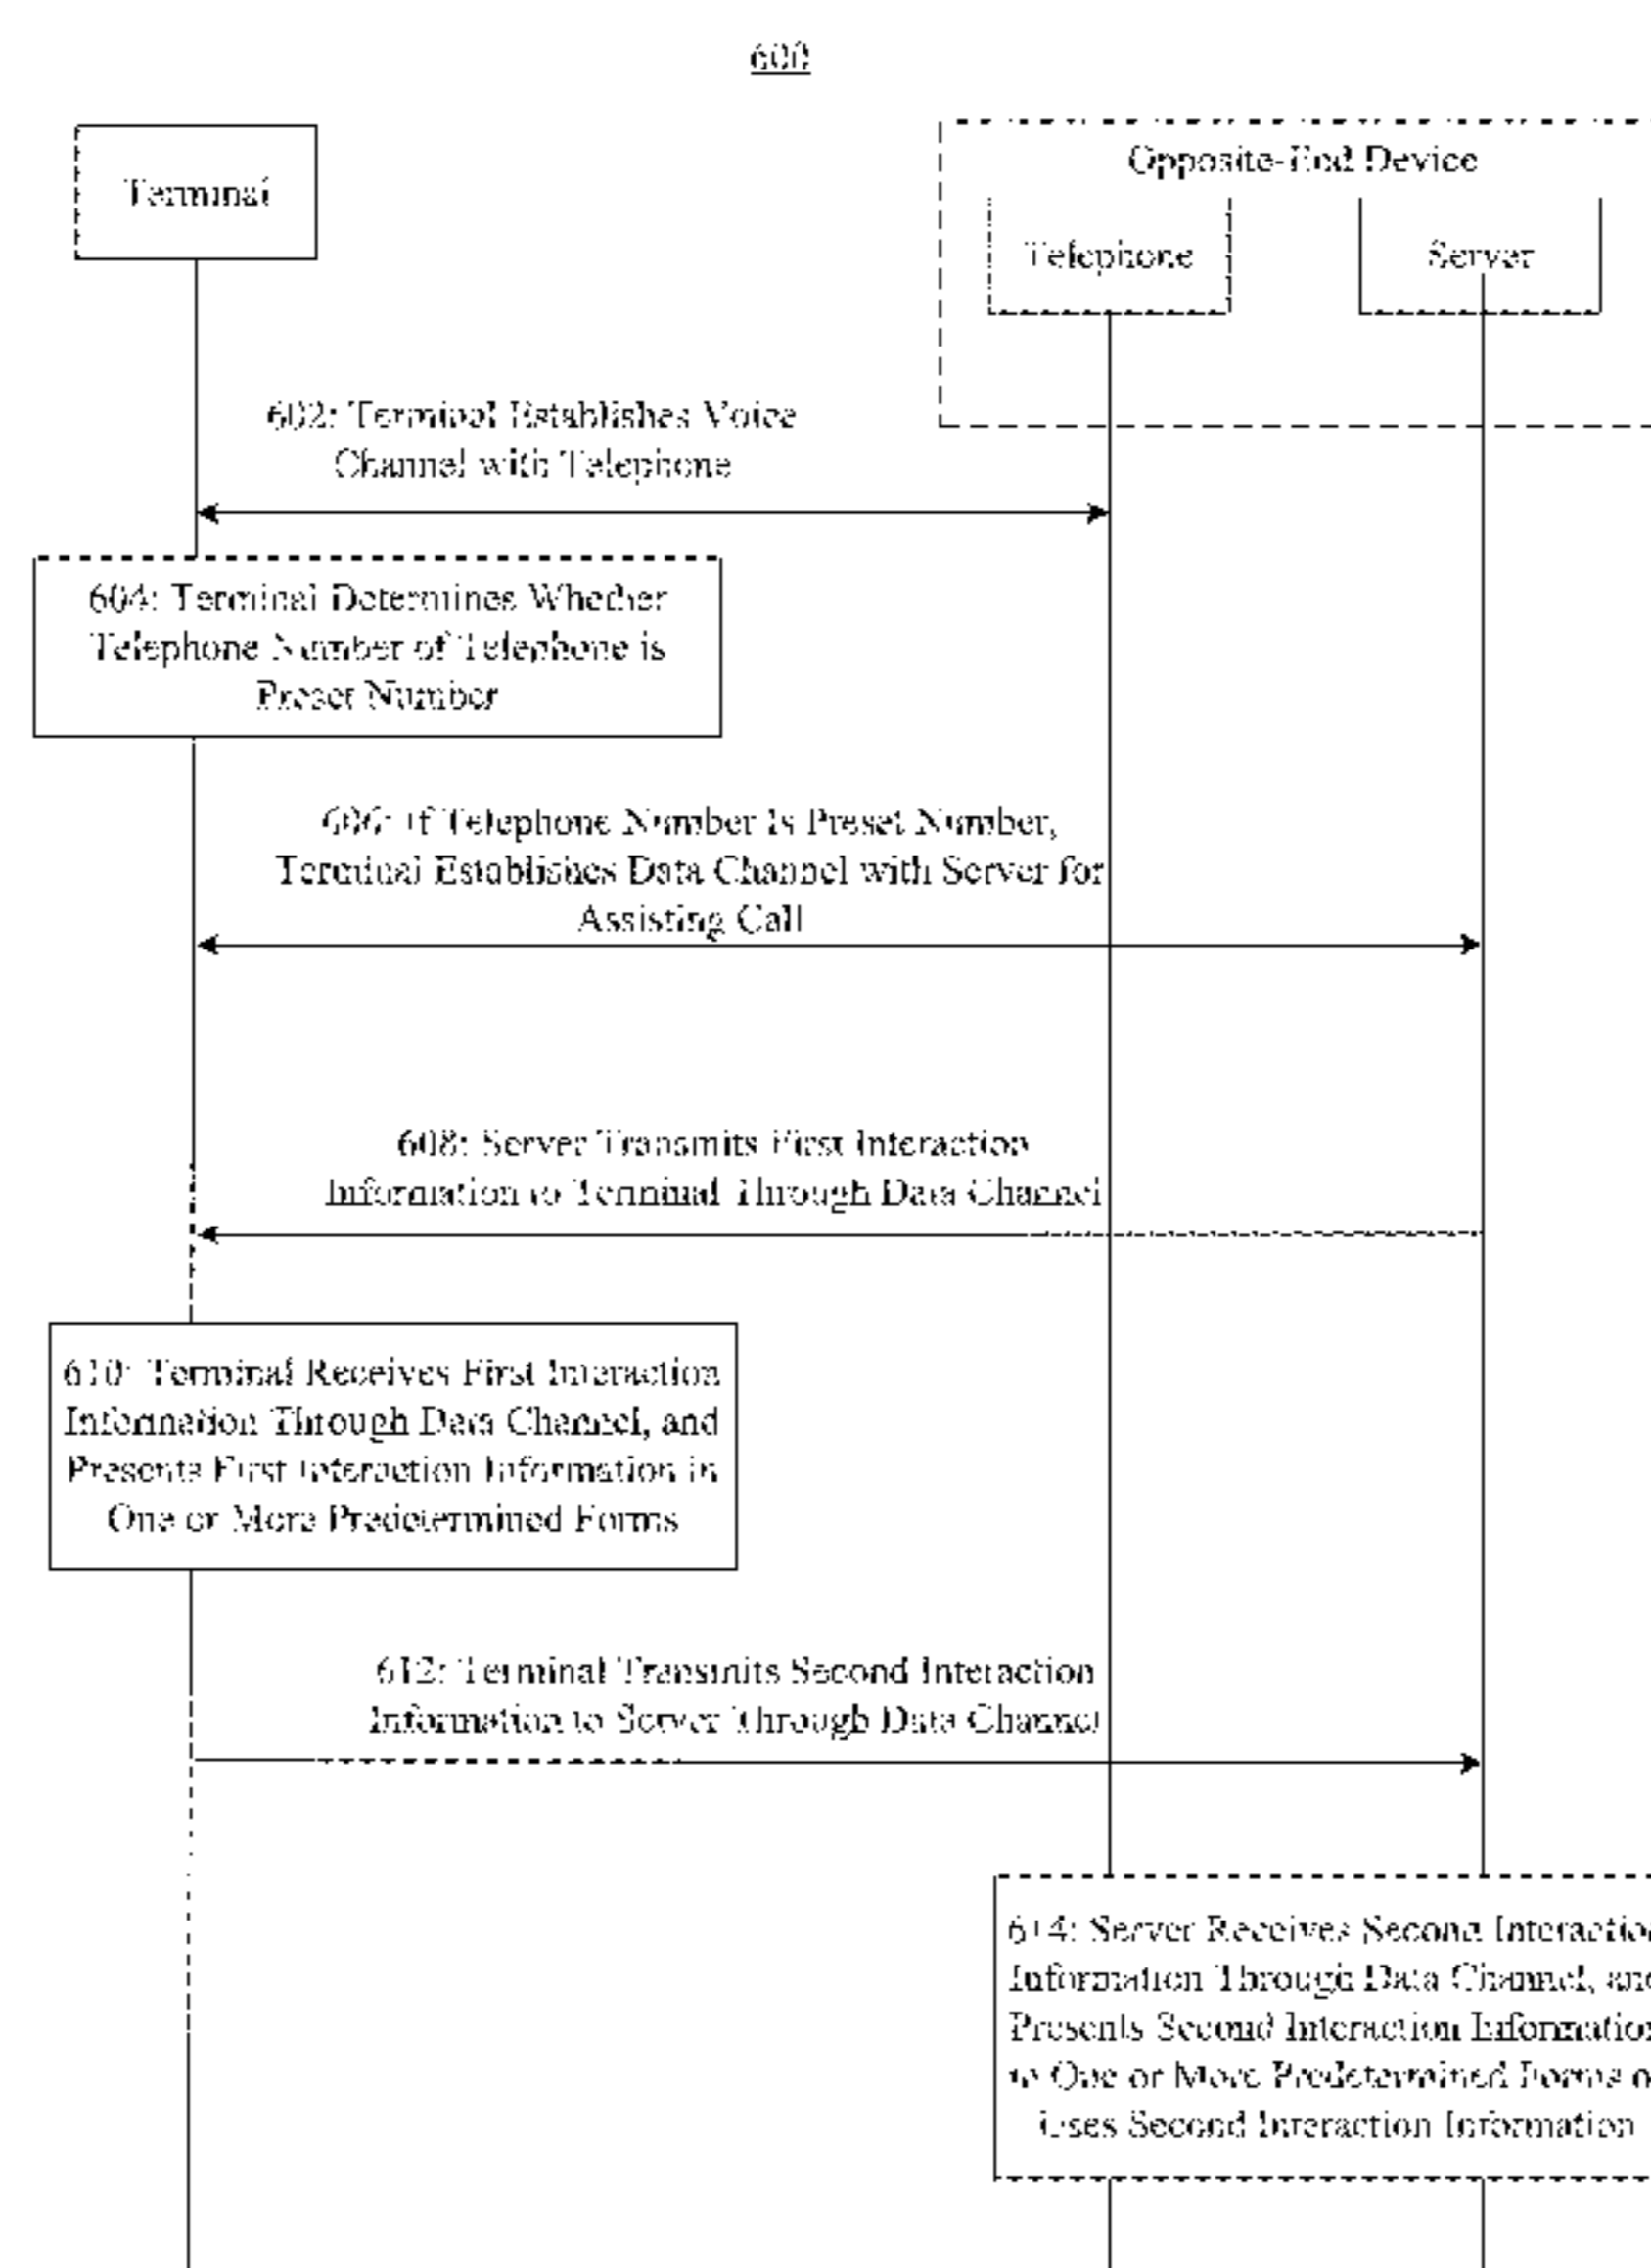 600
Terminal
Opposite-End Device
Telephone
Server
602: Terminal Establishes Voice
Channel with Telephone
604: Terminal Determines Whether
Telephone Number of Telephone is
Preset Number
606: If Telephone Number Is Preset Number,
Terminal Establishes Data Channel with Server for
Assisting Call
608: Server Transmits First Interaction
Information to Terminal Through Data Channel
610: Terminal Receives First Interaction
Information Through Data Channel, and
Presents First Interaction Information in
One or More Predetermined Forms
612: Terminal Transmits Second Interaction
Information to Server Through Data Channel
614: Server Receives Second Interactio
Information Through Data Channel, an
Presents Second Interaction Informatio
in One or More Predetermined Forms o
Uses Second Interaction Information